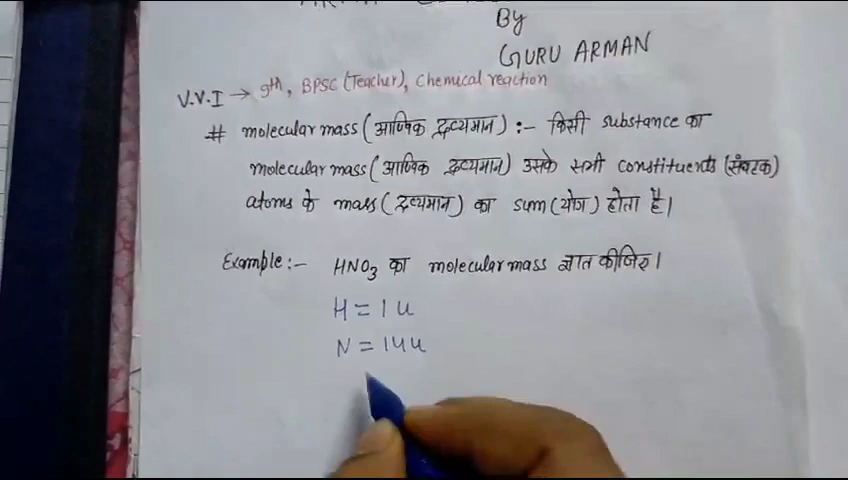 By
GURU ARMAN
V.V.I → 9th, BPSC (Teacher), Chemical reaction
# molecular mass (आण्विक द्रव्यमान) :- किसी substance का
molecular mass (आण्विक द्रव्यमान) उसके सभी constituents (संघटक)
atoms के mass (द्रव्यमान) का sum (योग) होता है।
Example:- HNO3 का molecular mass ज्ञात कीजिए।
H = 1 u
N = 14u